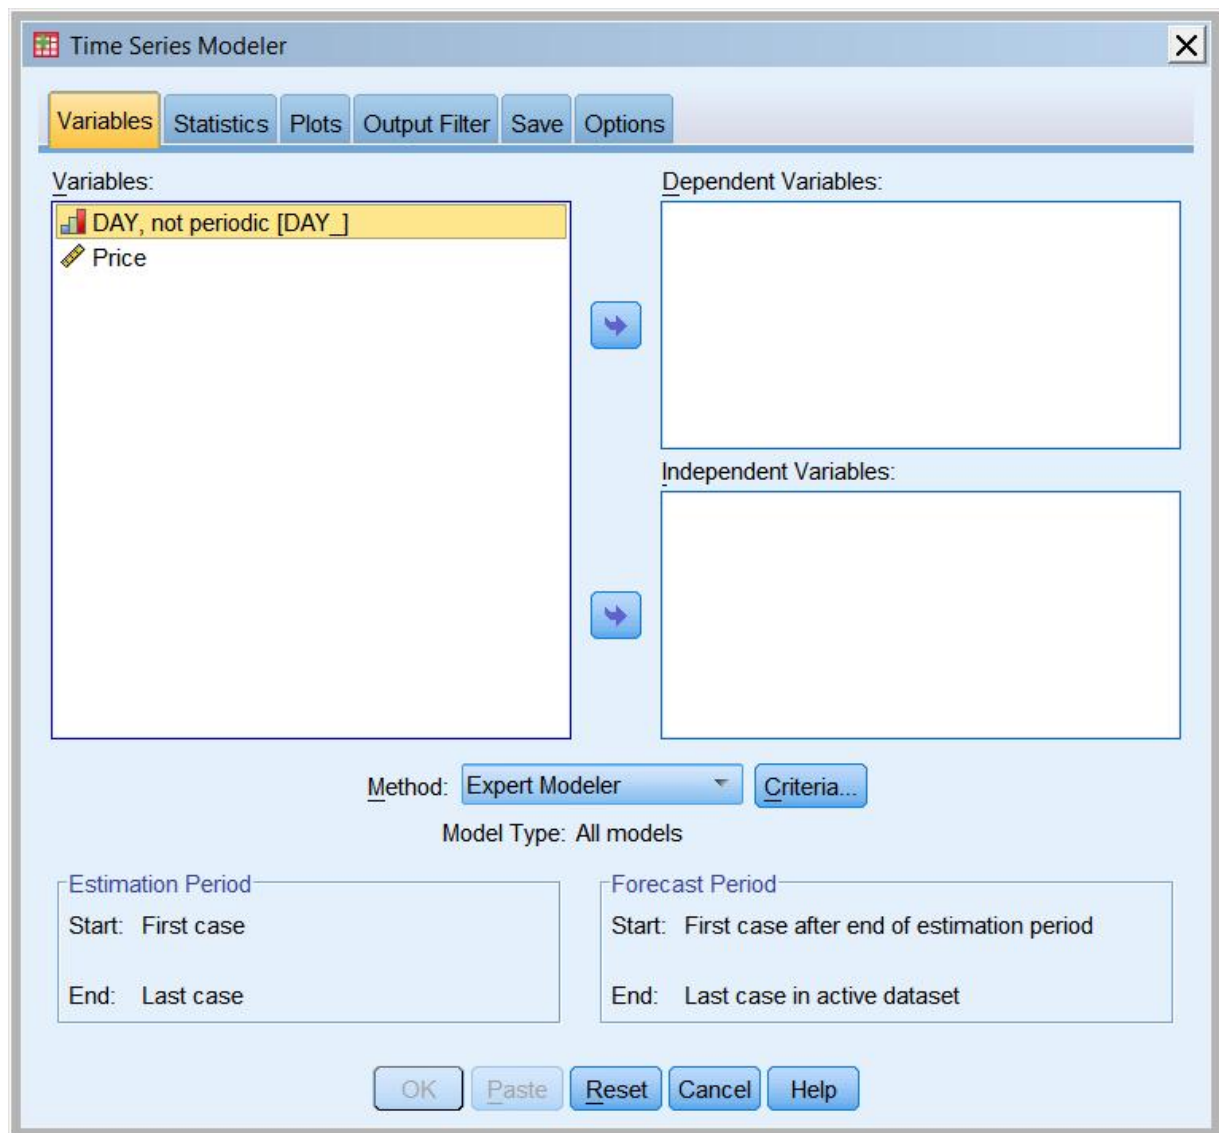 Time Series Modeler
Variables Statistics Plots Output Filter Save Options
Variables:
DAY, not periodic [DAY_]
Price
Dependent Variables:
Independent Variables:
Method: Expert Modeler Criteria...
Model Type: All models
Estimation Period
Start: First case
End: Last case
Forecast Period
Start: First case after end of estimation period
End: Last case in active dataset
OK Paste Reset Cancel Help